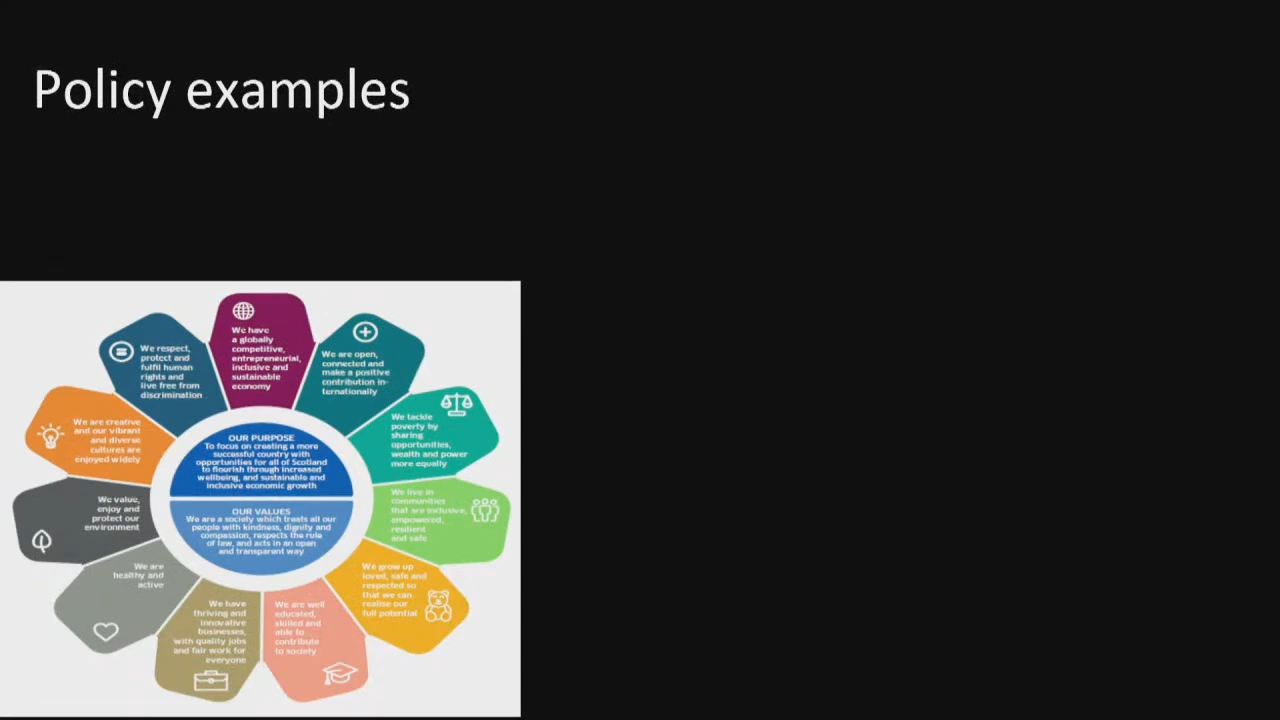 Policy examples
We have
a globally
competitive,
entrepreneurial,
inclusive and
sustainable
economy
We are open,
connected and
make a positive
contribution in-
ternationally
We tackle
poverty by
sharing
opportunities,
wealth and power
more equally
We live in
communities
that are inclusive,
empowered,
resilient
and safe
We grow up
loved, safe and
respected so
that we can
realise our
full potential
We are well
educated,
skilled and
able to
contribute
to society
We have
thriving and
innovative
businesses,
with quality jobs
and fair work for
everyone
We are
healthy and
active
We value,
enjoy and
protect our
environment
We are creative
and our vibrant
and diverse
cultures are
enjoyed widely
We respect,
protect and
fulfil human
rights and
live free from
discrimination
OUR PURPOSE
To focus on creating a more
successful country with
opportunities for all of Scotland
to flourish through increased
wellbeing, and sustainable and
inclusive economic growth
OUR VALUES
We are a society which treats all our
people with kindness, dignity and
compassion, respects the rule
of law, and acts in an open
and transparent way